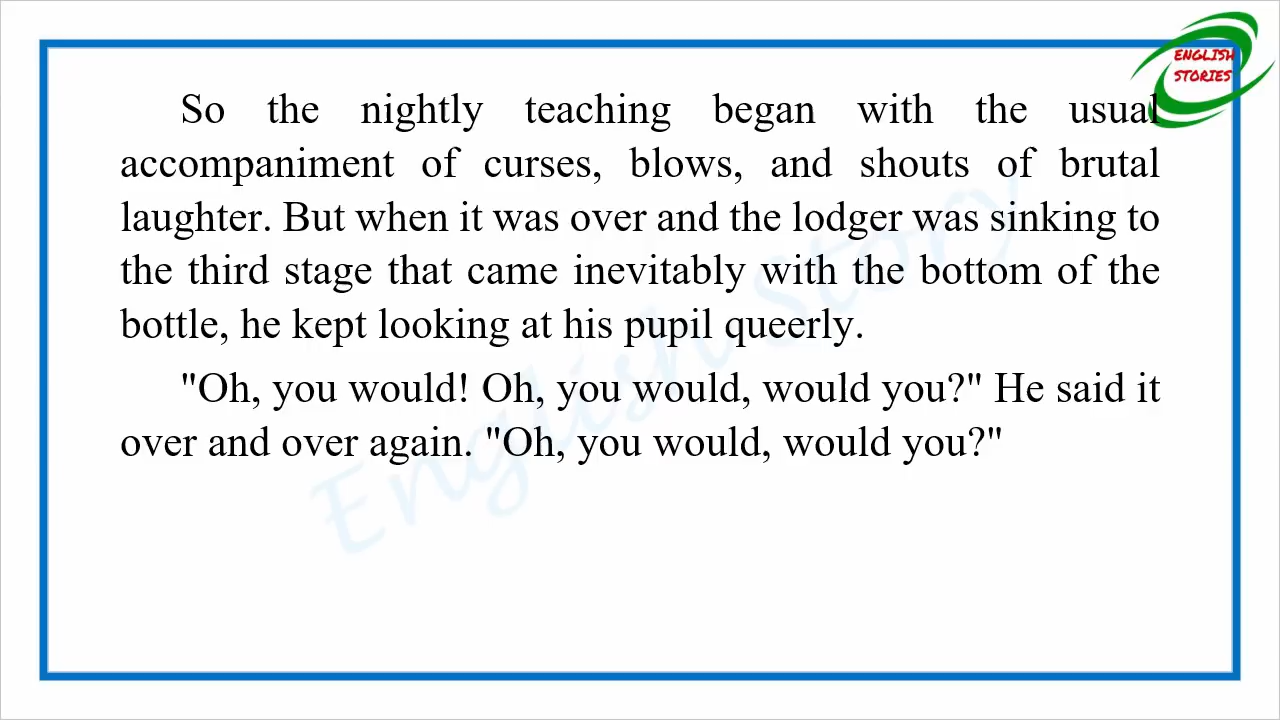 ENGLISH
STORIES
So the nightly teaching began with the usual
accompaniment of curses, blows, and shouts of brutal
laughter. But when it was over and the lodger was sinking to
the third stage that came inevitably with the bottom of the
bottle, he kept looking at his pupil queerly.
"Oh, you would! Oh, you would, would you?" He said it
over and over again. "Oh, you would, would you?"
English Story